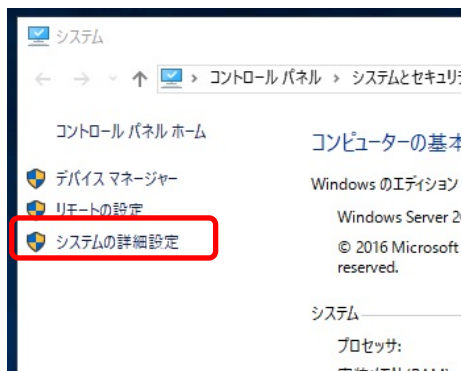 システム
コントロール パネル › システムとセキュリ
コントロール パネル ホーム
デバイス マネージャー
リモートの設定
システムの詳細設定
コンピューターの基本
Windows のエディション
Windows Server 20
© 2016 Microsoft
reserved.
システム
プロセッサ: